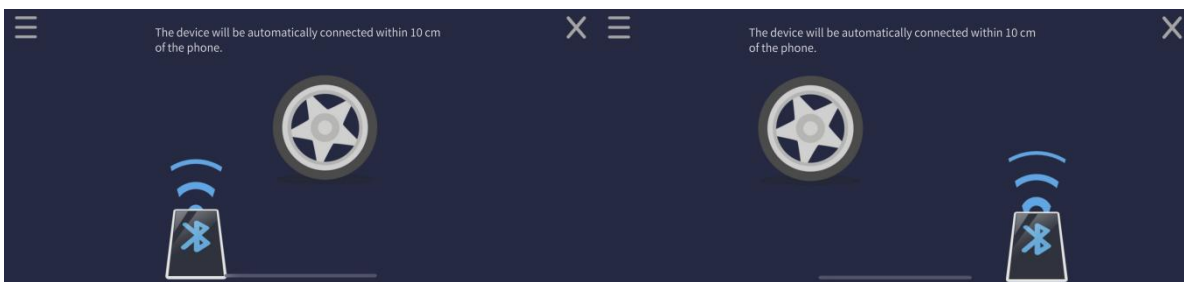 The device will be automatically connected within 10 cm
of the phone.
The device will be automatically connected within 10 cm
of the phone.